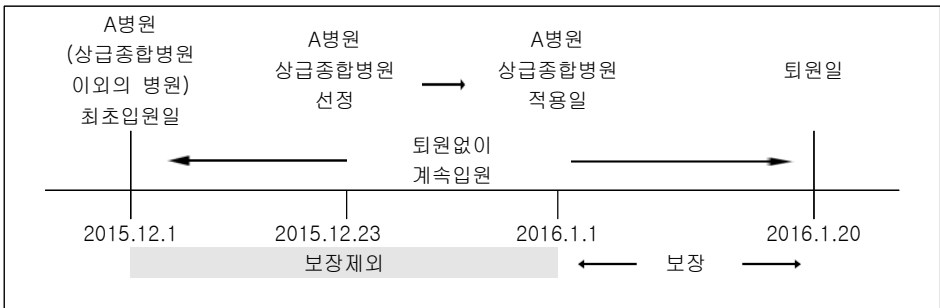 A병원
(상급종합병원
이외의 병원)
최초입원일
A병원
상급종합병원
선정
A병원
상급종합병원
적용일
퇴원일
퇴원없이
계속입원
2015.12.1
2015.12.23
2016.1.1
2016.1.20
보장제외
보장